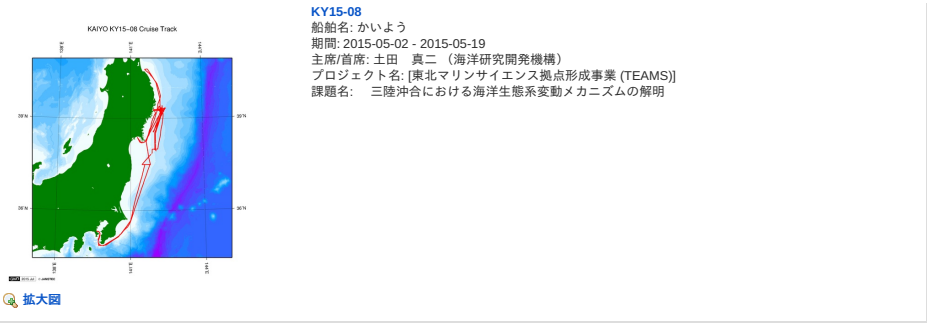 KY15-08
船舶名: かいよう
期間: 2015-05-02 - 2015-05-19
主席/首席: 土田　真二 （海洋研究開発機構）
プロジェクト名: [東北マリンサイエンス拠点形成事業 (TEAMS)]
課題名:　 三陸沖合における海洋生態系変動メカニズムの解明
KAIYO KY15-08 Cruise Track
39˚N
39˚N
36˚N
36˚N
拡大図